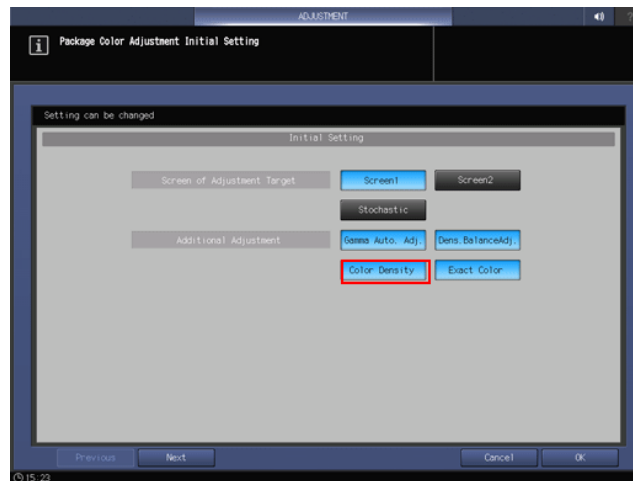 ADJUSTMENT
Package Color Adjustment Initial Setting
Setting can be changed
Initial Setting
Screen of Adjustment Target
Screen1
Screen2
Stochastic
Additional Adjustment
Gamma Auto. Adj.
Dens.BalanceAdj.
Color Density
Exact Color
Previous
Next
Cancel
OK
15:23